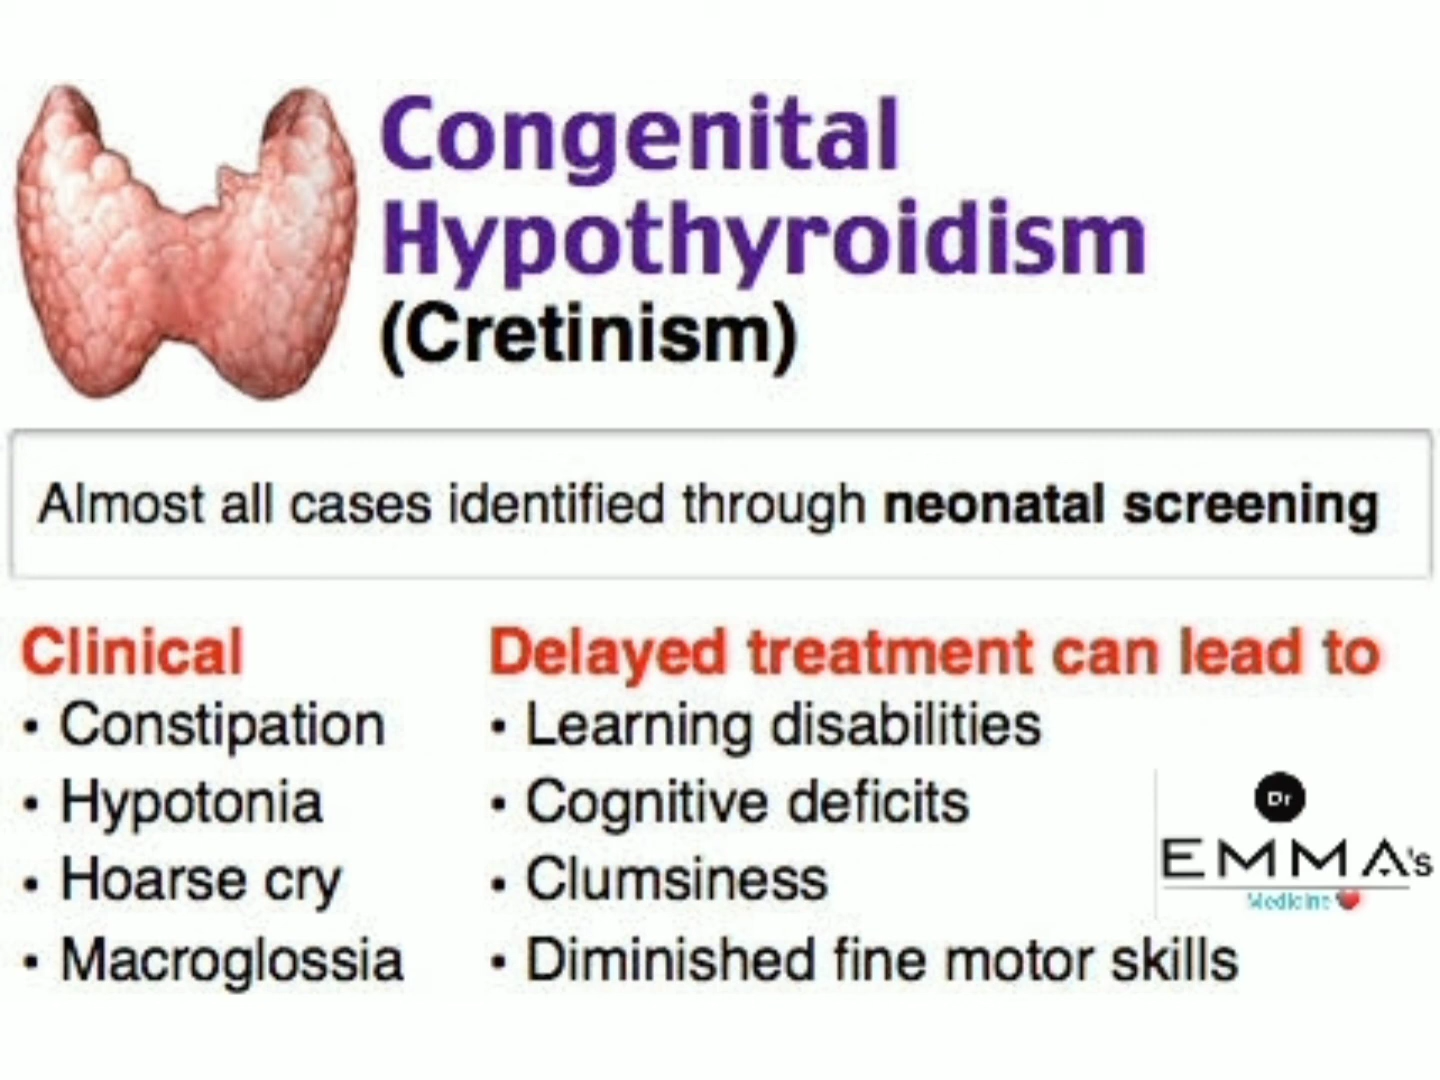 Congenital
Hypothyroidism
(Cretinism)
Almost all cases identified through neonatal screening
Clinical
• Constipation
• Hypotonia
• Hoarse cry
• Macroglossia
Delayed treatment can lead to
• Learning disabilities
• Cognitive deficits
• Clumsiness
• Diminished fine motor skills
Dr
EMMA's
Medicine